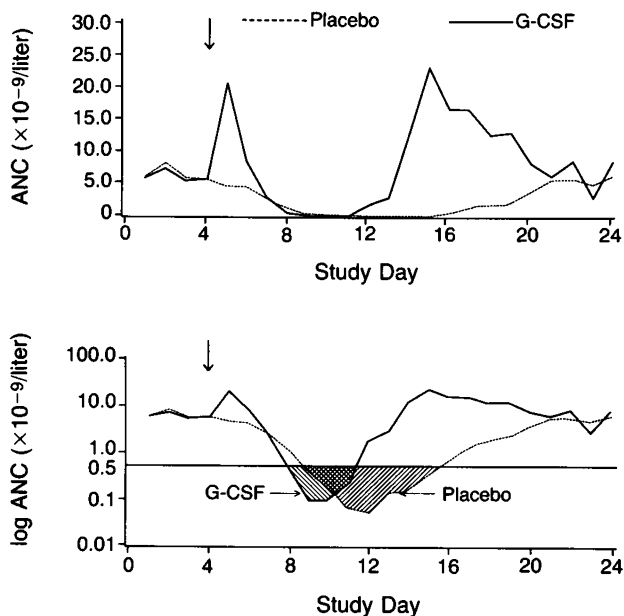 Placebo
G-CSF
ANC (×10⁻⁹/liter)
30.0
25.0
20.0
15.0
10.0
5.0
0
0 4 8 12 16 20 24
Study Day
log ANC (×10⁻⁹/liter)
100.0
10.0
1.0
0.5
0.1
0.01
G-CSF
Placebo
0 4 8 12 16 20 24
Study Day